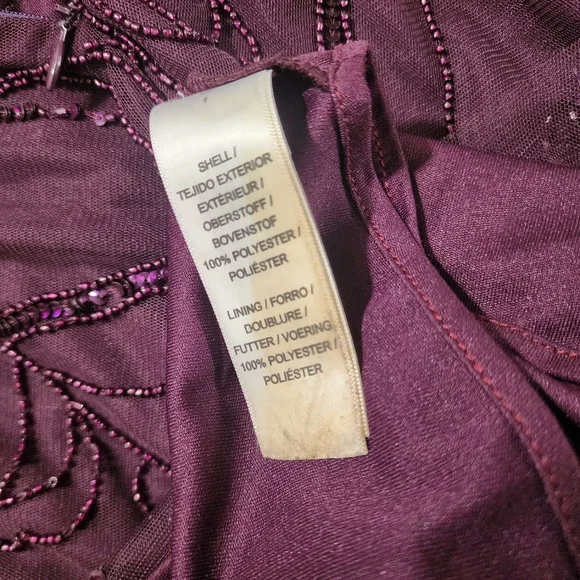 SHELL /
TEJIDO EXTERIOR
EXTÉRIEUR /
OBERSTOFF /
BOVENSTOF
100% POLYESTER /
POLIÉSTER
LINING / FORRO /
DOUBLURE /
FUTTER / VOERING
100% POLYESTER /
POLIÉSTER